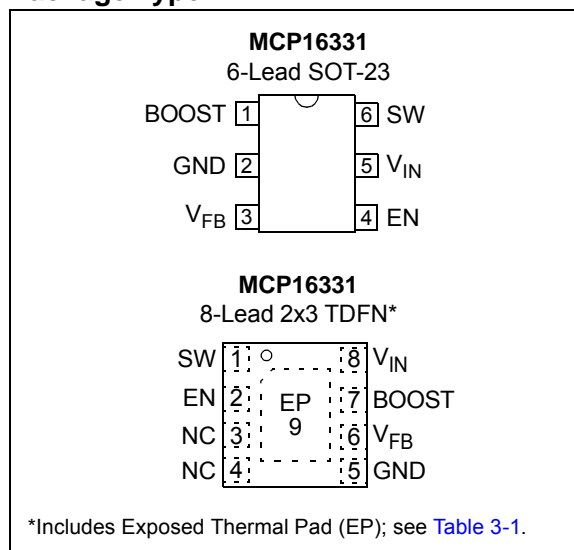 MCP16331
6-Lead SOT-23
BOOST 1 6 SW
GND 2 5 VIN
VFB 3 4 EN
MCP16331
8-Lead 2x3 TDFN*
SW 1 8 VIN
EN 2 EP 7 BOOST
NC 3 9 6 VFB
NC 4 5 GND
*Includes Exposed Thermal Pad (EP); see Table 3-1.